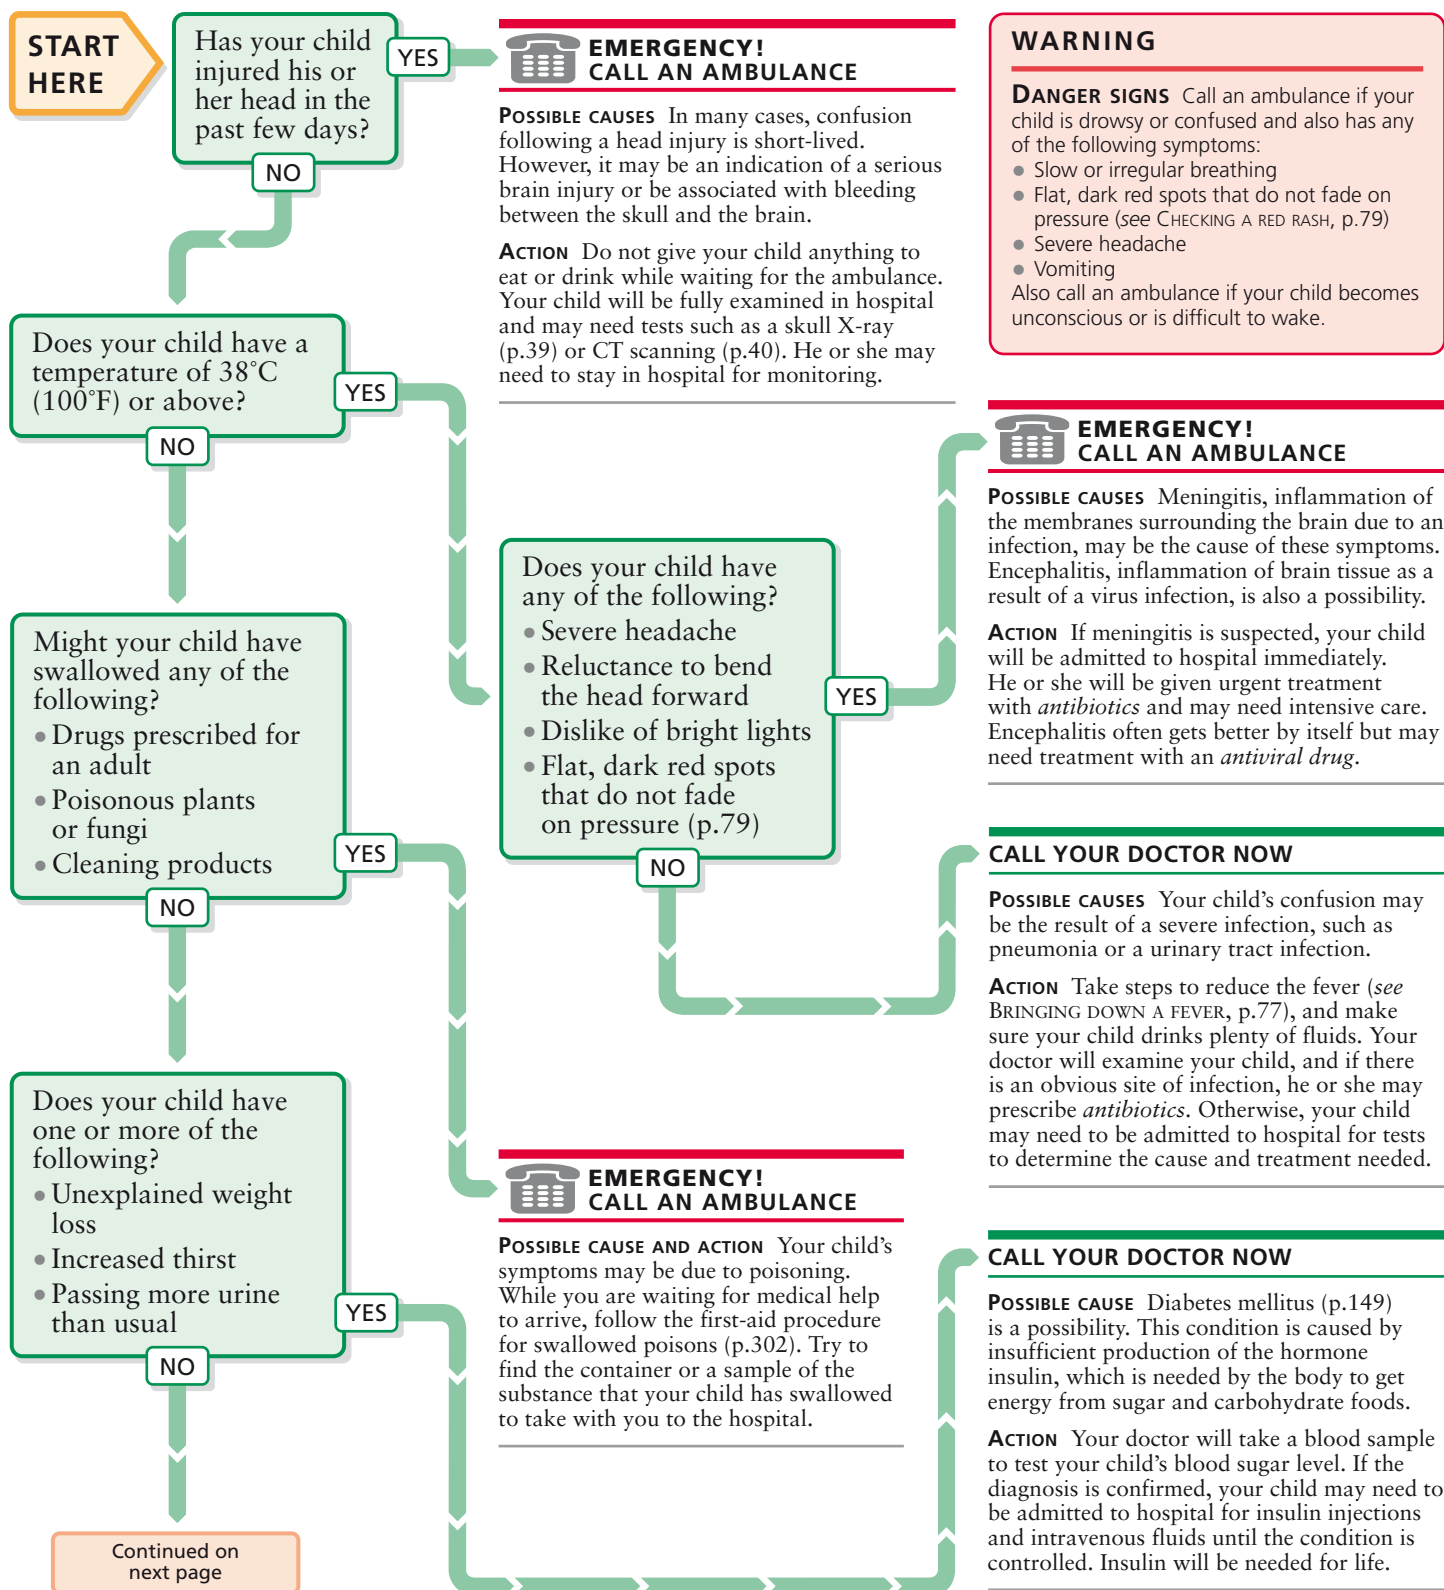 START
HERE
Has your child
injured his or
her head in the
past few days?
YES
NO
EMERGENCY!
CALL AN AMBULANCE
POSSIBLE CAUSES In many cases, confusion
following a head injury is short-lived.
However, it may be an indication of a serious
brain injury or be associated with bleeding
between the skull and the brain.
ACTION Do not give your child anything to
eat or drink while waiting for the ambulance.
Your child will be fully examined in hospital
and may need tests such as a skull X-ray
(p.39) or CT scanning (p.40). He or she may
need to stay in hospital for monitoring.
WARNING
DANGER SIGNS Call an ambulance if your
child is drowsy or confused and also has any
of the following symptoms:
• Slow or irregular breathing
• Flat, dark red spots that do not fade on
pressure (see CHECKING A RED RASH, p.79)
• Severe headache
• Vomiting
Also call an ambulance if your child becomes
unconscious or is difficult to wake.
Does your child have a
temperature of 38˚C
(100˚F) or above?
YES
NO
Does your child have
any of the following?
• Severe headache
• Reluctance to bend
the head forward
• Dislike of bright lights
• Flat, dark red spots
that do not fade
on pressure (p.79)
YES
NO
EMERGENCY!
CALL AN AMBULANCE
POSSIBLE CAUSES Meningitis, inflammation of
the membranes surrounding the brain due to an
infection, may be the cause of these symptoms.
Encephalitis, inflammation of brain tissue as a
result of a virus infection, is also a possibility.
ACTION If meningitis is suspected, your child
will be admitted to hospital immediately.
He or she will be given urgent treatment
with antibiotics and may need intensive care.
Encephalitis often gets better by itself but may
need treatment with an antiviral drug.
CALL YOUR DOCTOR NOW
POSSIBLE CAUSES Your child's confusion may
be the result of a severe infection, such as
pneumonia or a urinary tract infection.
ACTION Take steps to reduce the fever (see
BRINGING DOWN A FEVER, p.77), and make
sure your child drinks plenty of fluids. Your
doctor will examine your child, and if there
is an obvious site of infection, he or she may
prescribe antibiotics. Otherwise, your child
may need to be admitted to hospital for tests
to determine the cause and treatment needed.
Might your child have
swallowed any of the
following?
• Drugs prescribed for
an adult
• Poisonous plants
or fungi
• Cleaning products
YES
NO
EMERGENCY!
CALL AN AMBULANCE
POSSIBLE CAUSE AND ACTION Your child's
symptoms may be due to poisoning.
While you are waiting for medical help
to arrive, follow the first-aid procedure
for swallowed poisons (p.302). Try to
find the container or a sample of the
substance that your child has swallowed
to take with you to the hospital.
Does your child have
one or more of the
following?
• Unexplained weight
loss
• Increased thirst
• Passing more urine
than usual
YES
NO
CALL YOUR DOCTOR NOW
POSSIBLE CAUSE Diabetes mellitus (p.149)
is a possibility. This condition is caused by
insufficient production of the hormone
insulin, which is needed by the body to get
energy from sugar and carbohydrate foods.
ACTION Your doctor will take a blood sample
to test your child's blood sugar level. If the
diagnosis is confirmed, your child may need to
be admitted to hospital for insulin injections
and intravenous fluids until the condition is
controlled. Insulin will be needed for life.
Continued on
next page